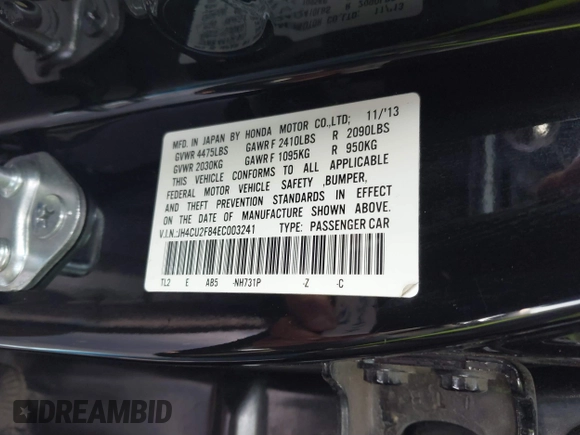 MFD. IN JAPAN BY HONDA MOTOR CO.,LTD; 11/'13
GVWR 4475LBS GAWR F 2410LBS R 2090LBS
GVWR 2030KG GAWR F 1095KG R 950KG
THIS VEHICLE CONFORMS TO ALL APPLICABLE
FEDERAL MOTOR VEHICLE SAFETY ,BUMPER,
AND THEFT PREVENTION STANDARDS IN EFFECT
ON THE DATE OF MANUFACTURE SHOWN ABOVE.
V.I.N.:JH4CU2F84EC003241 TYPE: PASSENGER CAR
TL2 E AB5 -NH731P -Z -C
DREAMBID